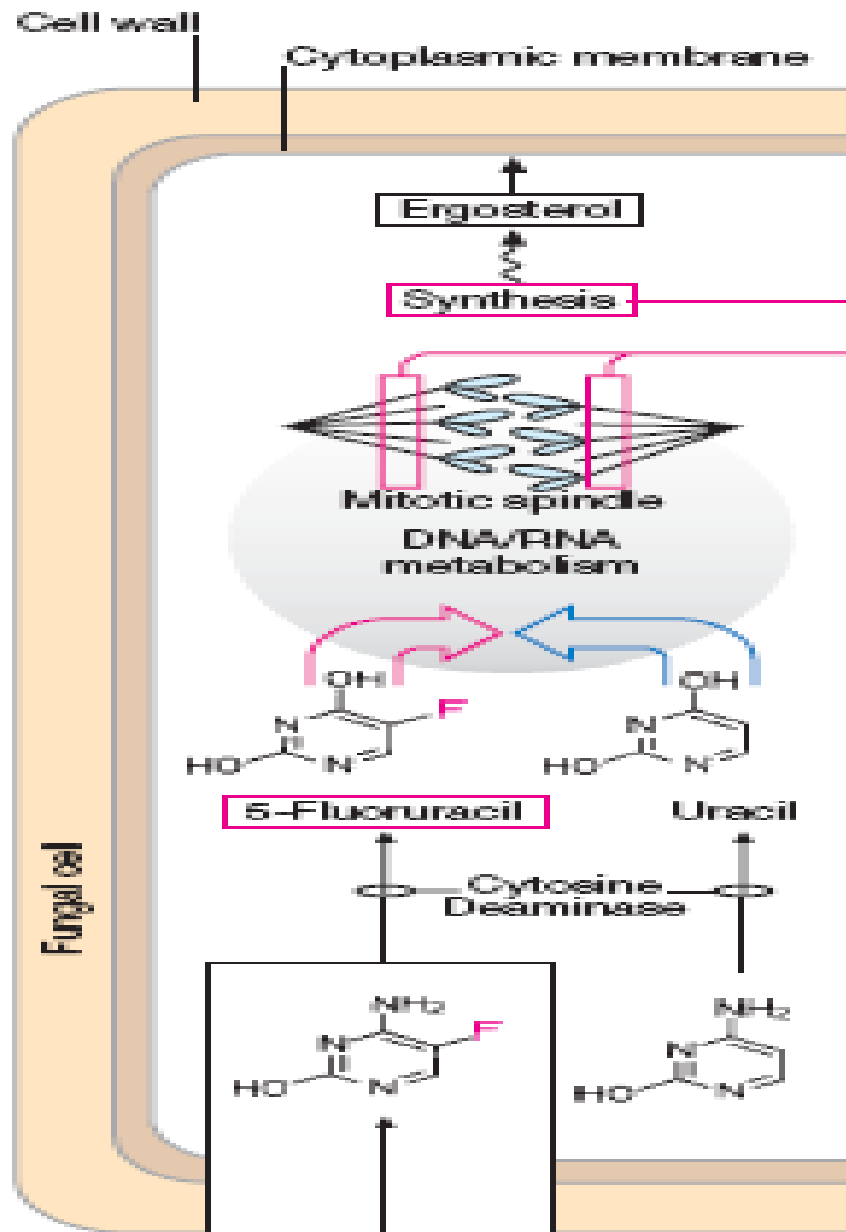 Cell wall
Cytoplasmic membrane
Ergosterol
Synthesis
Mitotic spindle
DNA/RNA
metabolism
OH
F
N
HO
N
OH
N
HO
N
5-Fluoruracil
Uracil
Cytosine
Deaminase
Fungal cell
NH₂
F
N
HO
N
NH₂
N
HO
N